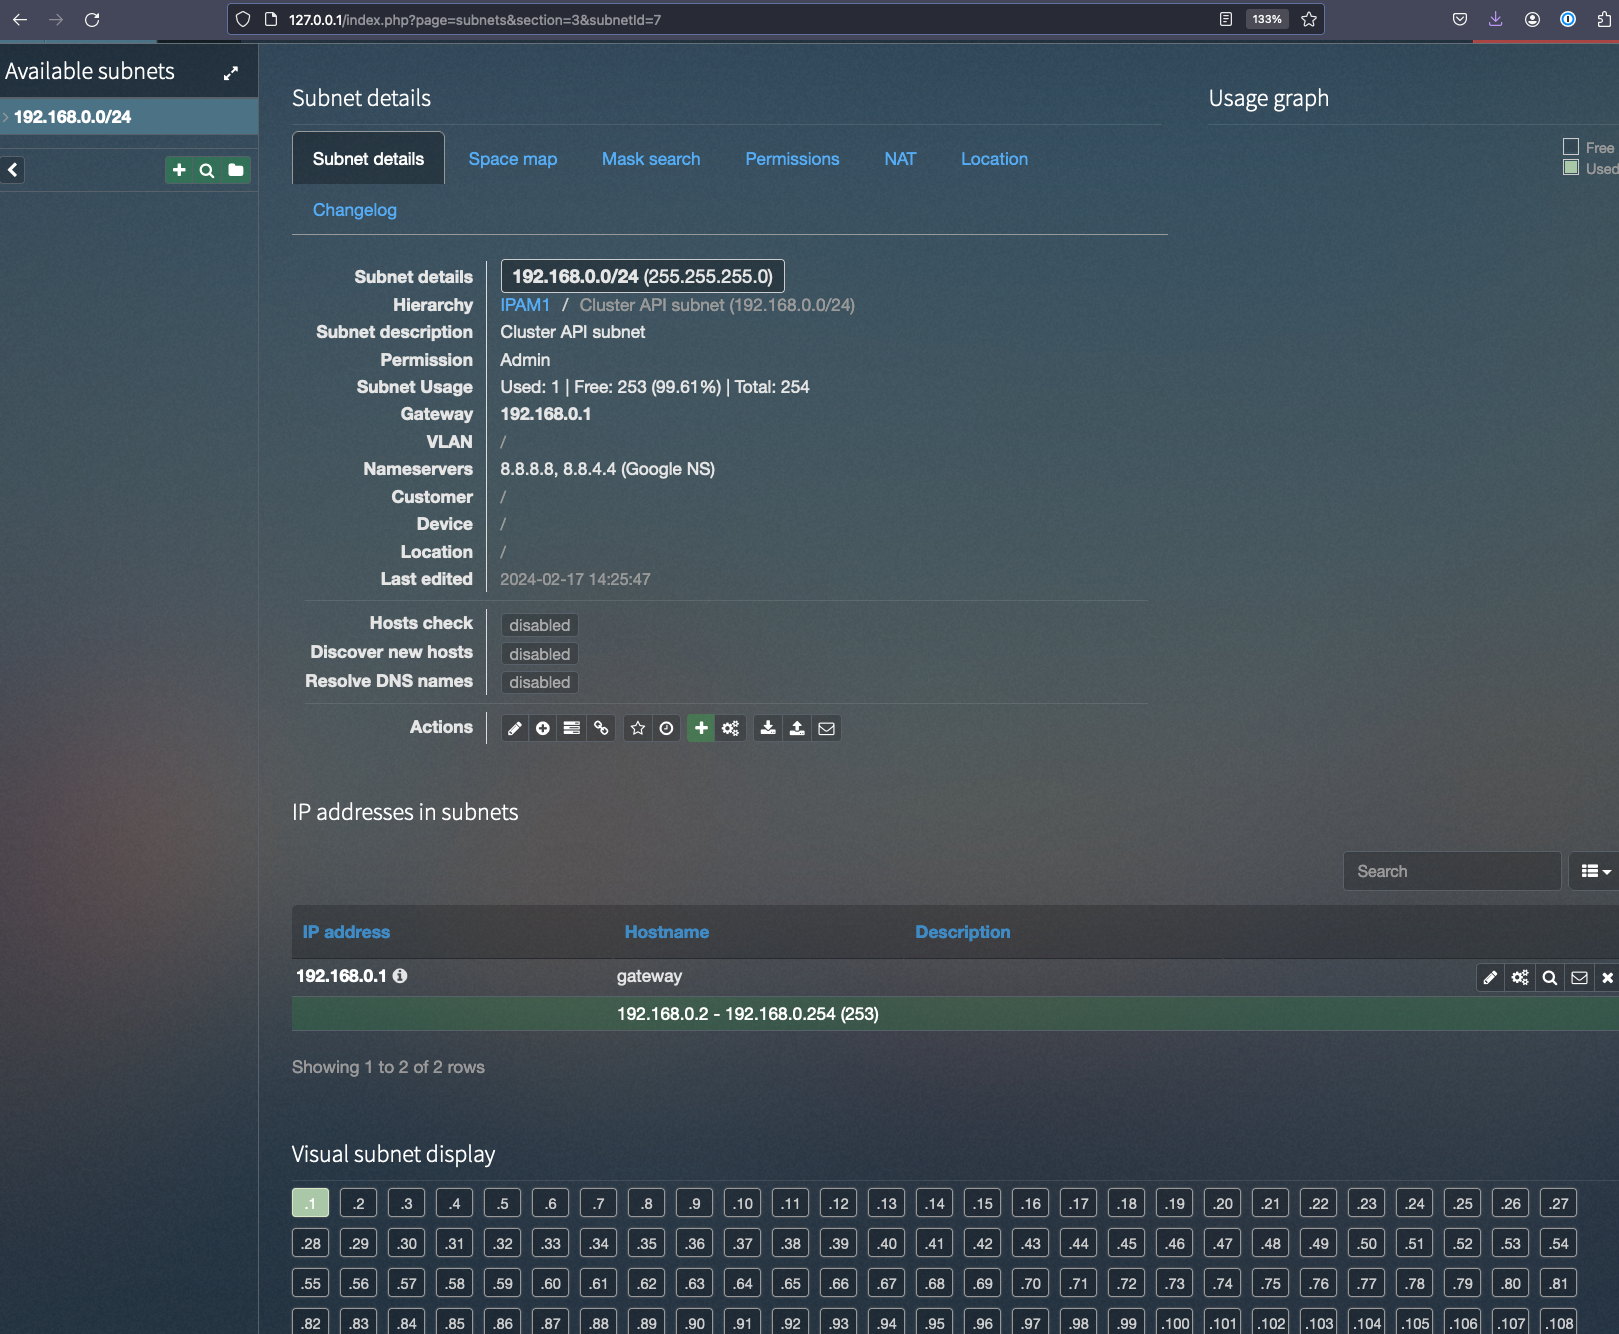 127.0.0.1/index.php?page=subnets&section=3&subnetId=7
133%
Available subnets
192.168.0.0/24
Subnet details
Usage graph
Free
Used
Subnet details Space map Mask search Permissions NAT Location
Changelog
Subnet details 192.168.0.0/24 (255.255.255.0)
Hierarchy IPAM1 / Cluster API subnet (192.168.0.0/24)
Subnet description Cluster API subnet
Permission Admin
Subnet Usage Used: 1 | Free: 253 (99.61%) | Total: 254
Gateway 192.168.0.1
VLAN /
Nameservers 8.8.8.8, 8.8.4.4 (Google NS)
Customer /
Device /
Location /
Last edited 2024-02-17 14:25:47
Hosts check disabled
Discover new hosts disabled
Resolve DNS names disabled
Actions
IP addresses in subnets
Search
IP address Hostname Description
192.168.0.1 gateway
192.168.0.2 - 192.168.0.254 (253)
Showing 1 to 2 of 2 rows
Visual subnet display
.1 .2 .3 .4 .5 .6 .7 .8 .9 .10 .11 .12 .13 .14 .15 .16 .17 .18 .19 .20 .21 .22 .23 .24 .25 .26 .27
.28 .29 .30 .31 .32 .33 .34 .35 .36 .37 .38 .39 .40 .41 .42 .43 .44 .45 .46 .47 .48 .49 .50 .51 .52 .53 .54
.55 .56 .57 .58 .59 .60 .61 .62 .63 .64 .65 .66 .67 .68 .69 .70 .71 .72 .73 .74 .75 .76 .77 .78 .79 .80 .81
.82 .83 .84 .85 .86 .87 .88 .89 .90 .91 .92 .93 .94 .95 .96 .97 .98 .99 .100 .101 .102 .103 .104 .105 .106 .107 .108